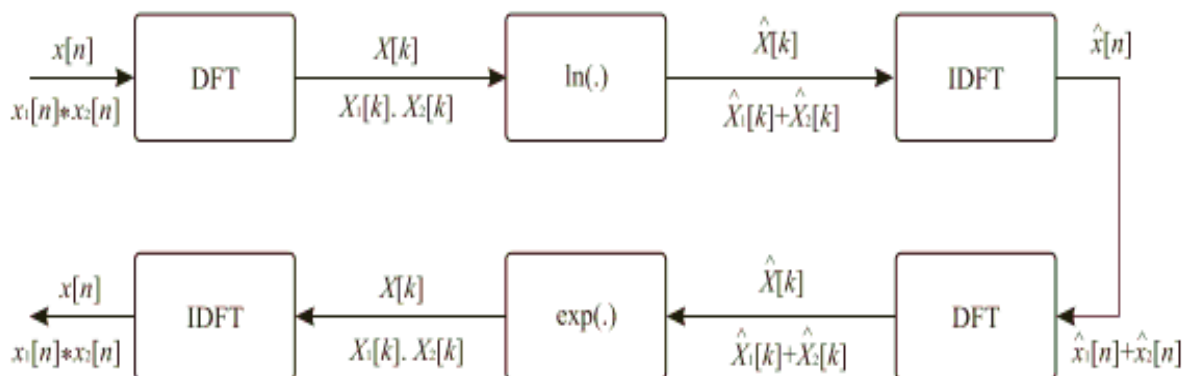 x[n]
x₁[n]*x₂[n]
DFT
X[k]
X₁[k]. X₂[k]
ln(.)
X̂[k]
X̂₁[k]+X̂₂[k]
IDFT
x̂[n]
x[n]
x₁[n]*x₂[n]
IDFT
X[k]
X₁[k]. X₂[k]
exp(.)
X̂[k]
X̂₁[k]+X̂₂[k]
DFT
x̂₁[n]+x̂₂[n]